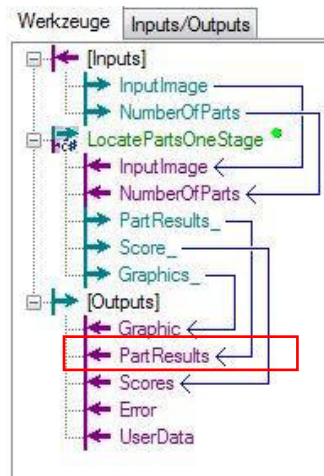 Werkzeuge Inputs/Outputs
[Inputs]
InputImage
NumberOfParts
LocatePartsOneStage
InputImage
NumberOfParts
PartResults_
Score_
Graphics_
[Outputs]
Graphic
PartResults
Scores
Error
UserData